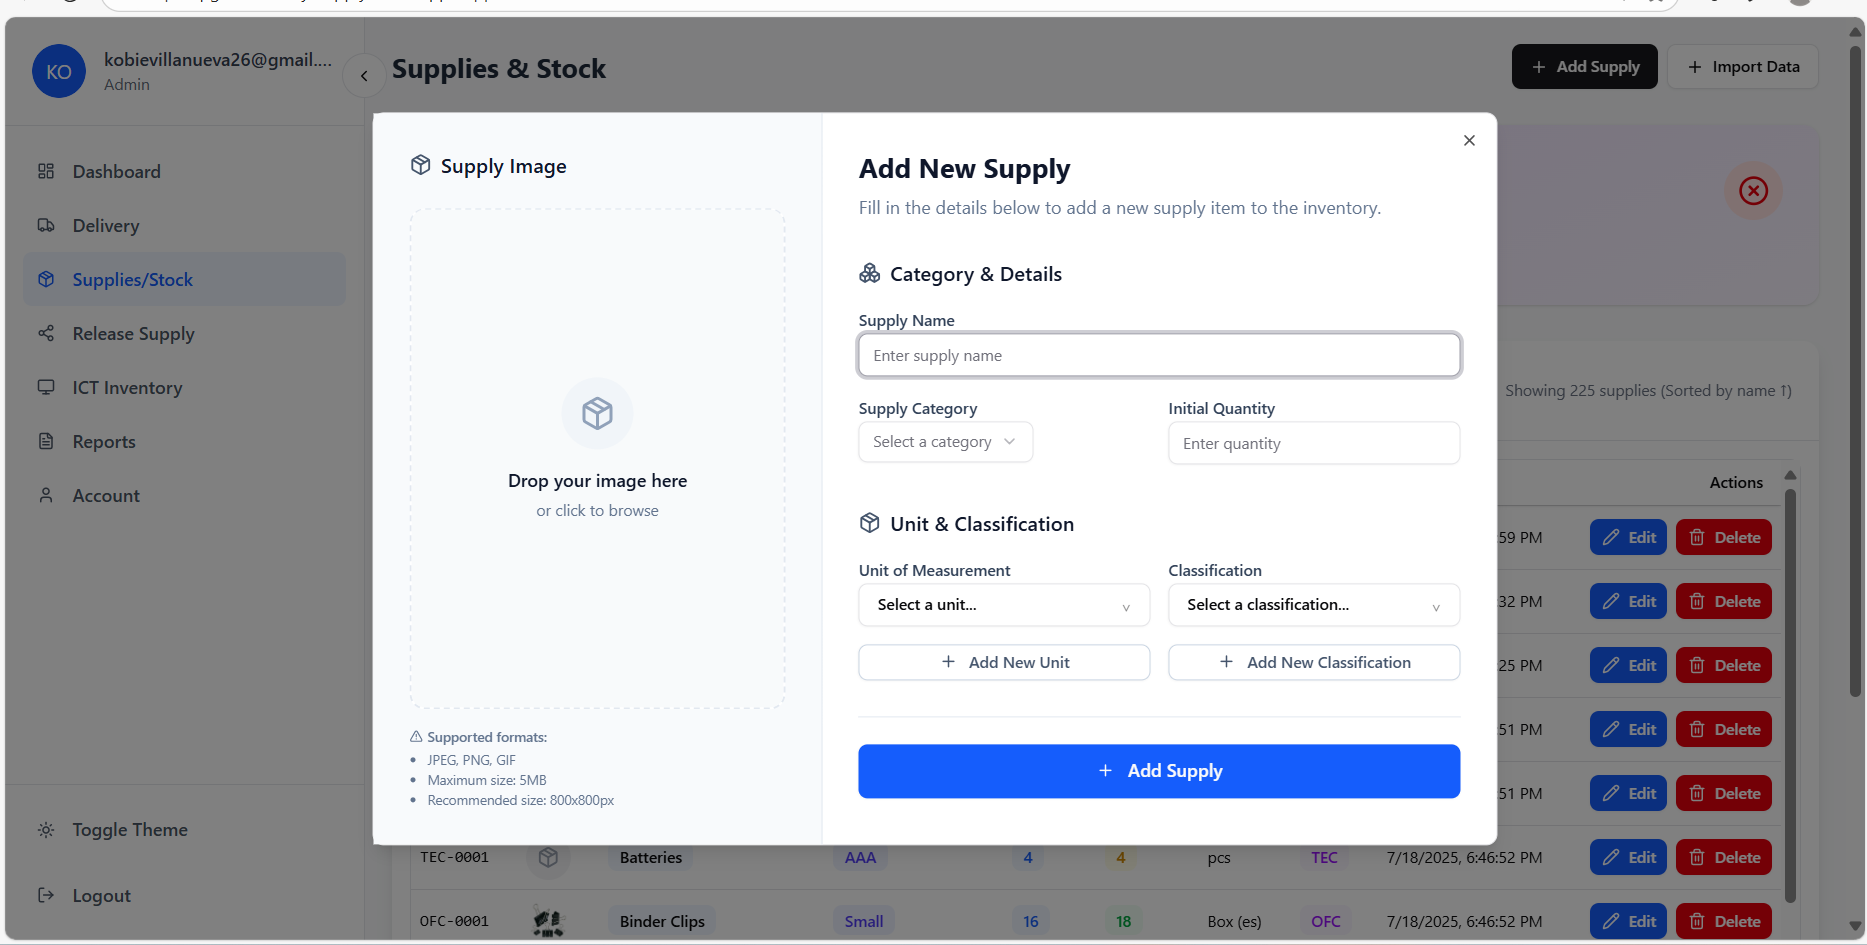 KO
kobievillanueva26@gmail....
Admin
Supplies & Stock
Add Supply
Import Data
Dashboard
Delivery
Supplies/Stock
Release Supply
ICT Inventory
Reports
Account
Toggle Theme
Logout
Supply Image
Drop your image here
or click to browse
Supported formats:
JPEG, PNG, GIF
Maximum size: 5MB
Recommended size: 800x800px
Add New Supply
Fill in the details below to add a new supply item to the inventory.
Category & Details
Supply Name
Enter supply name
Supply Category
Initial Quantity
Select a category
Enter quantity
Unit & Classification
Unit of Measurement
Classification
Select a unit...
Select a classification...
Add New Unit
Add New Classification
Add Supply
Showing 225 supplies (Sorted by name ↑)
Actions
59 PM Edit Delete
32 PM Edit Delete
25 PM Edit Delete
51 PM Edit Delete
51 PM Edit Delete
TEC-0001 Batteries AAA 4 4 pcs TEC 7/18/2025, 6:46:52 PM Edit Delete
OFC-0001 Binder Clips Small 16 18 Box (es) OFC 7/18/2025, 6:46:52 PM Edit Delete